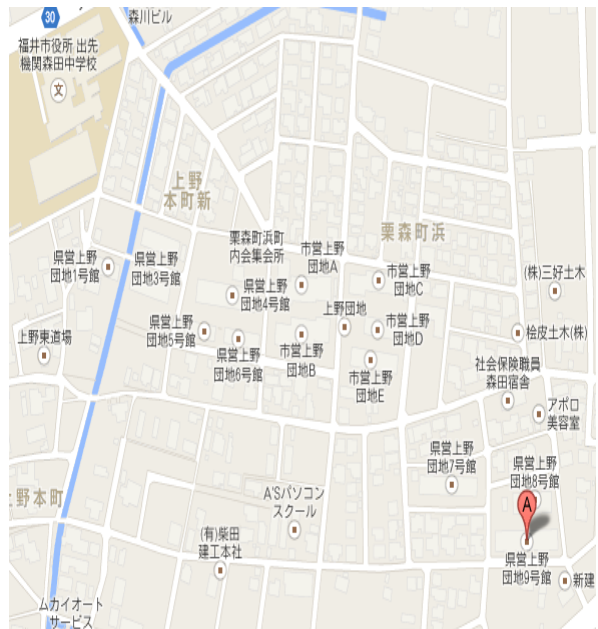 30
森川ビル
福井市役所 出先
機関森田中学校
文
上野
本町新
栗森町浜町
内会集会所
市営上野
団地A
栗森町浜
県営上野
団地1号館
県営上野
団地3号館
県営上野
団地4号館
市営上野
団地C
(株)三好土木
上野団地
県営上野
団地5号館
県営上野
団地6号館
市営上野
団地B
市営上野
団地D
桧皮土木(株)
上野東道場
市営上野
団地E
社会保険職員
森田宿舎
アポロ
美容室
県営上野
団地7号館
県営上野
団地8号館
上野本町
A'Sパソコン
スクール
A
(有)柴田
建工本社
県営上野
団地9号館
新建
ムカイオート
サービス